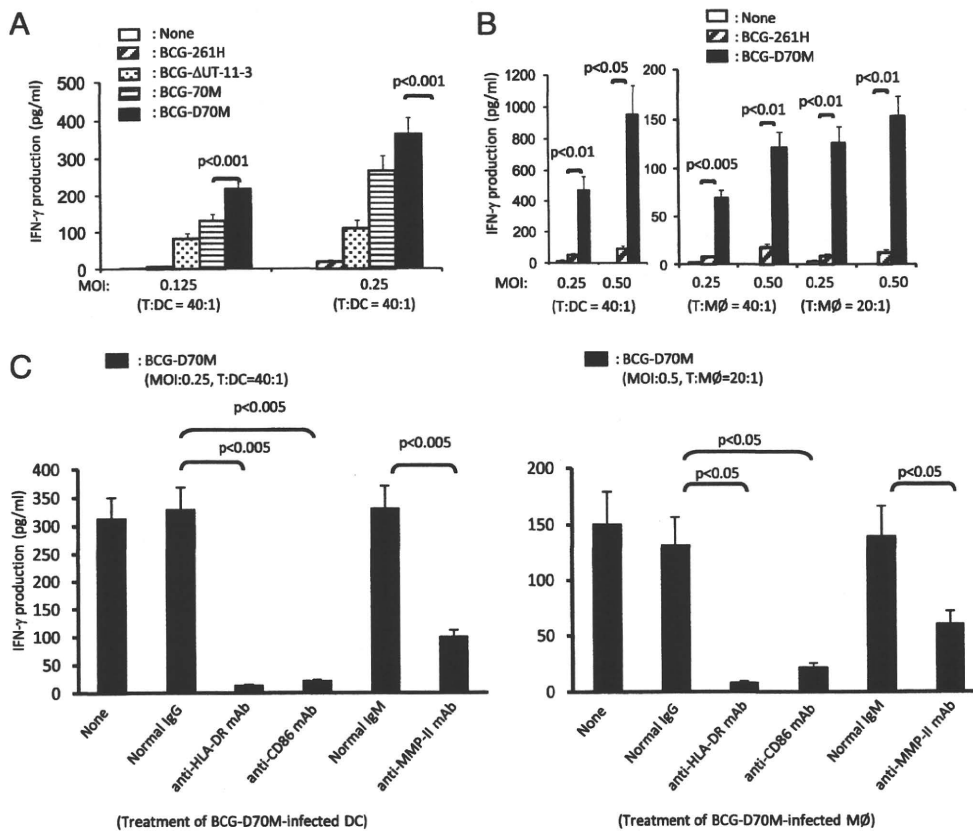 A
: None
: BCG-261H
: BCG-ΔUT-11-3
: BCG-70M
: BCG-D70M
IFN-γ production (pg/ml)
500
400
300
200
100
0
p<0.001
p<0.001
MOI:
0.125
0.25
(T:DC = 40:1)
(T:DC = 40:1)
B
: None
: BCG-261H
: BCG-D70M
IFN-γ production (pg/ml)
1200
1000
800
600
400
200
0
p<0.01
p<0.05
200
150
100
50
0
p<0.005
p<0.01
p<0.01
p<0.01
MOI:
0.25
0.50
0.25
0.50
0.25
0.50
(T:DC = 40:1)
(T:MØ = 40:1)
(T:MØ = 20:1)
C
: BCG-D70M
(MOI:0.25, T:DC=40:1)
IFN-γ production (pg/ml)
400
350
300
250
200
150
100
50
0
p<0.005
p<0.005
p<0.005
None
Normal IgG
anti-HLA-DR mAb
anti-CD86 mAb
Normal IgM
anti-MMP-II mAb
(Treatment of BCG-D70M-infected DC)
: BCG-D70M
(MOI:0.5, T:MØ=20:1)
200
150
100
50
0
p<0.05
p<0.05
p<0.05
None
Normal IgG
anti-HLA-DR mAb
anti-CD86 mAb
Normal IgM
anti-MMP-II mAb
(Treatment of BCG-D70M-infected MØ)